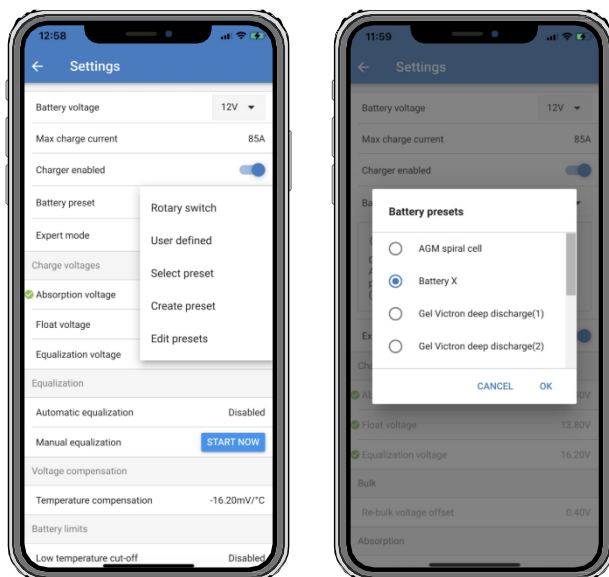 12:58
Settings
Battery voltage 12V
Max charge current 85A
Charger enabled
Battery preset
Rotary switch
User defined
Expert mode
Select preset
Charge voltages
Absorption voltage
Create preset
Float voltage
Edit presets
Equalization voltage
Equalization
Automatic equalization Disabled
Manual equalization START NOW
Voltage compensation
Temperature compensation -16.20mV/°C
Battery limits
Low temperature cut-off Disabled
11:59
Settings
Battery voltage 12V
Max charge current 85A
Charger enabled
Battery presets
AGM spiral cell
Battery X
Gel Victron deep discharge(1)
Gel Victron deep discharge(2)
CANCEL OK
Float voltage 13.80V
Equalization voltage 16.20V
Bulk
Re-bulk voltage offset 0.40V
Absorption